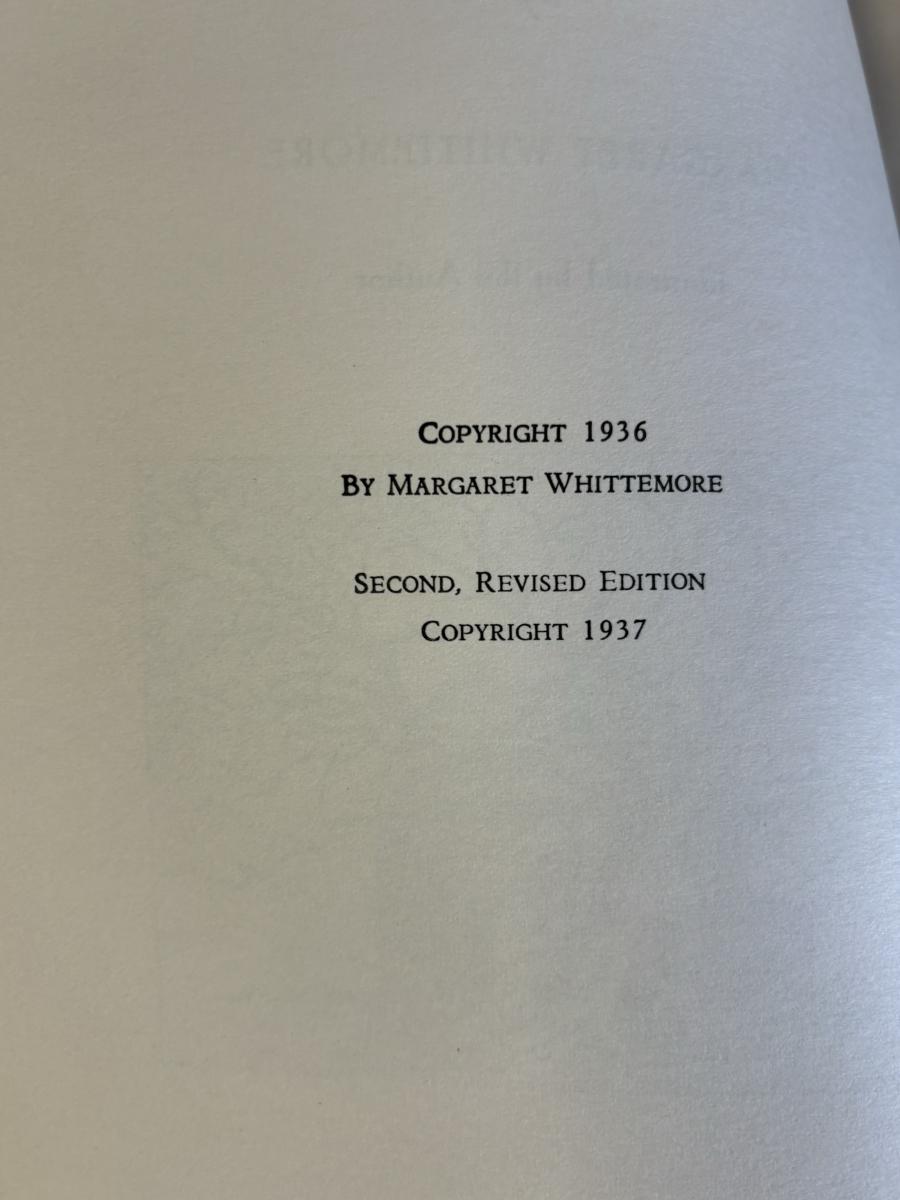 COPYRIGHT 1936
BY MARGARET WHITTEMORE
SECOND, REVISED EDITION
COPYRIGHT 1937